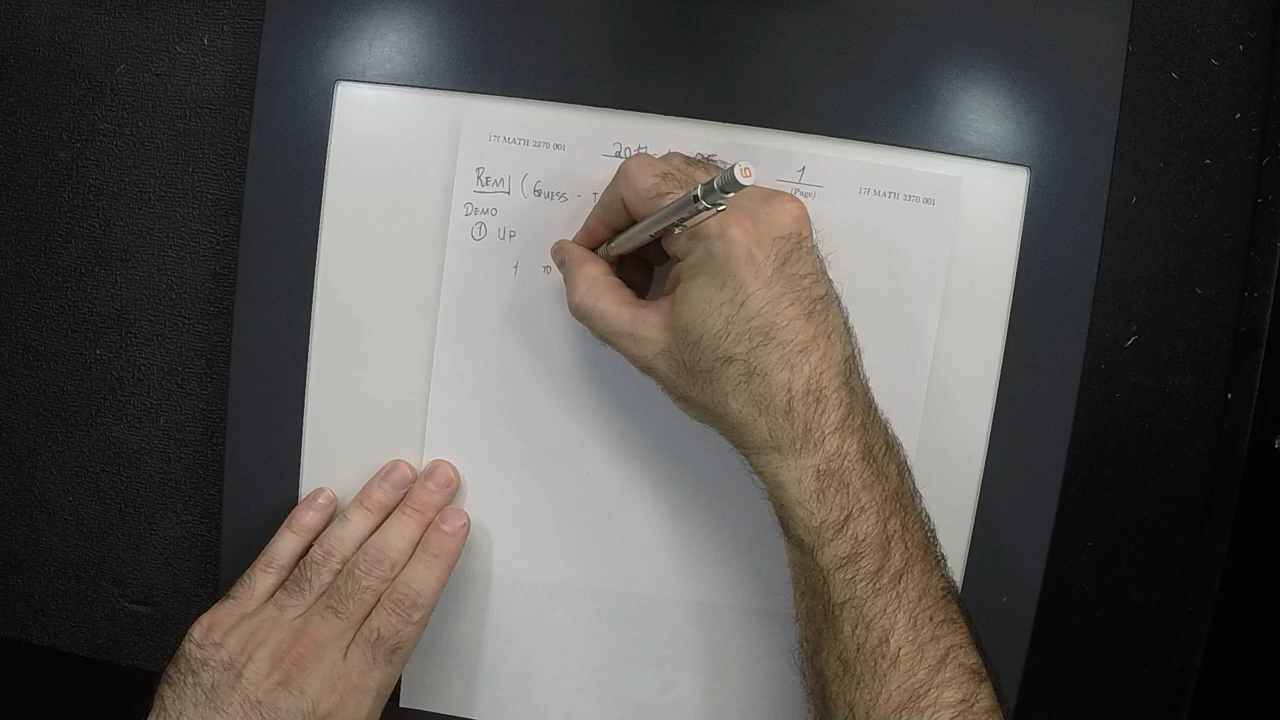 17f MATH 2370 001 1 17f MATH 2370 001
(Page)
REM (GUESS -
DEMO
① UP
1 TO